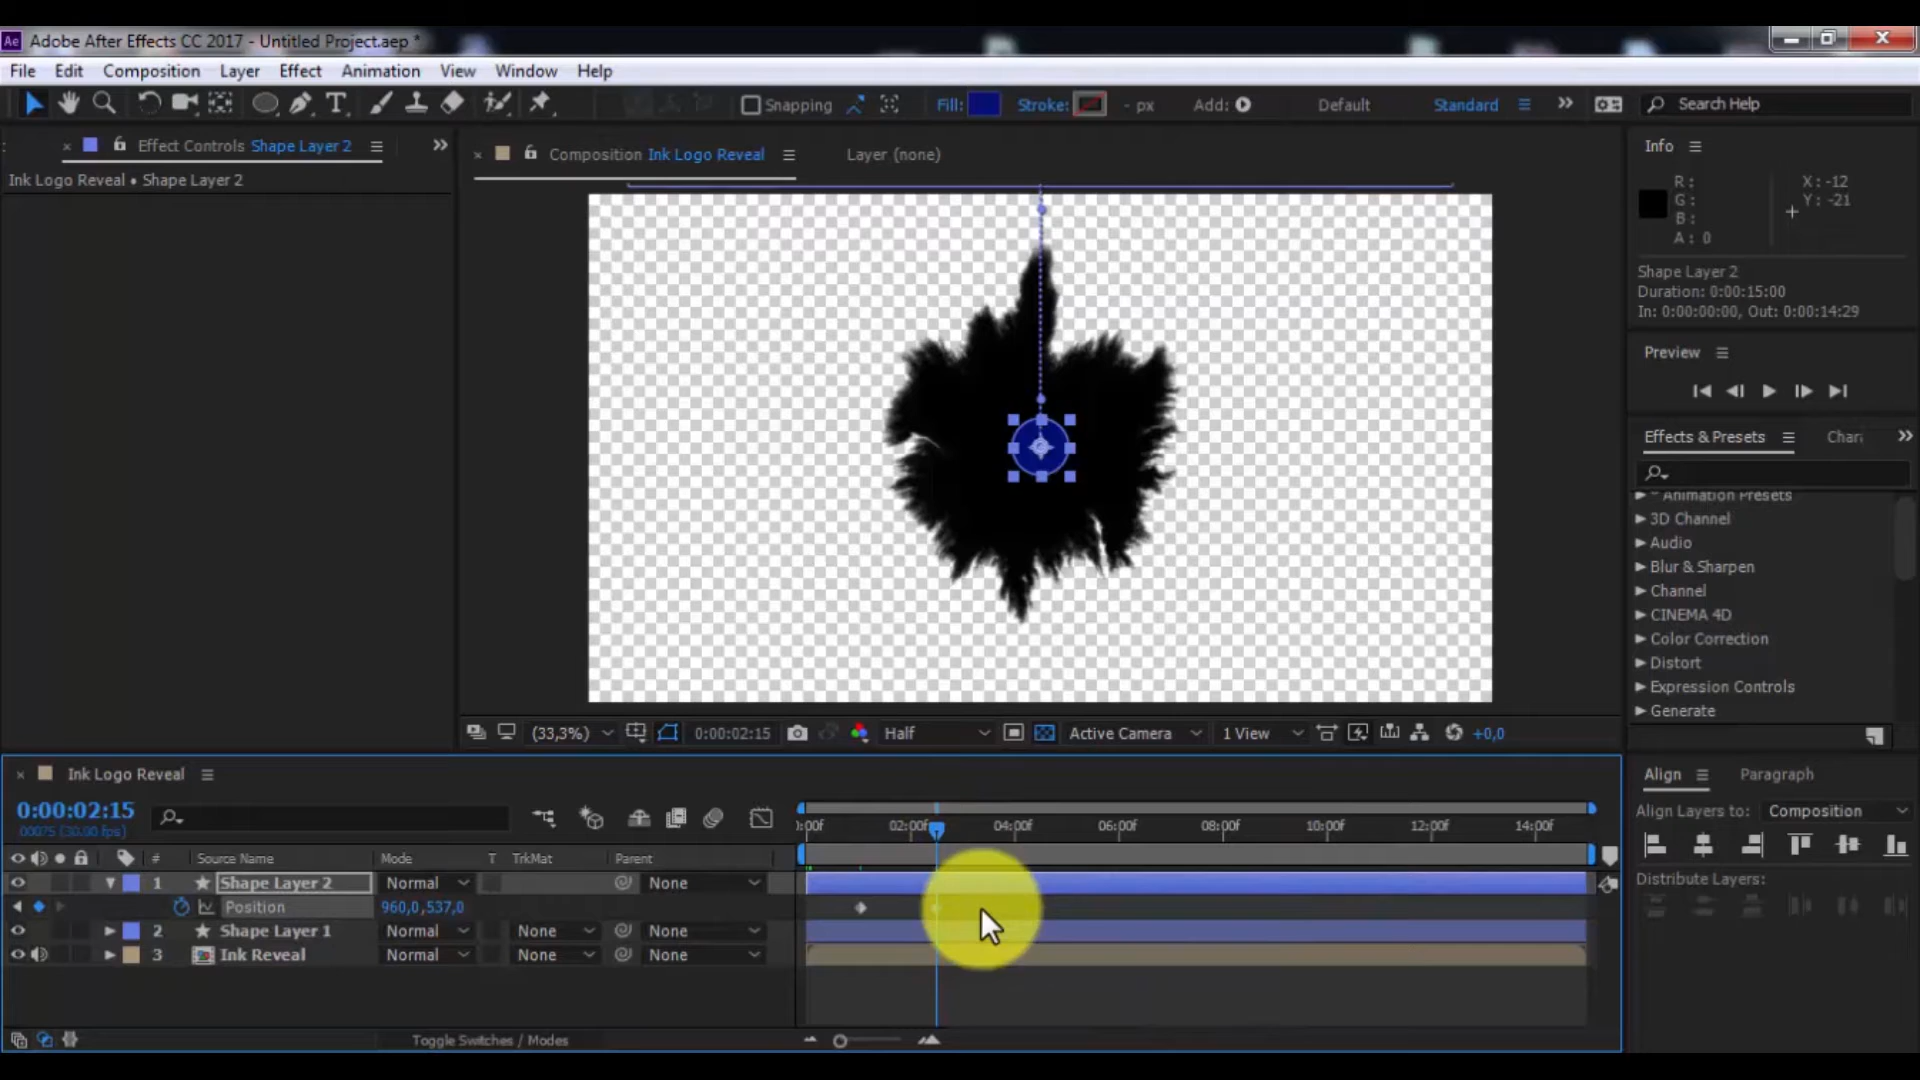 Adobe After Effects CC 2017 - Untitled Project.aep *
File Edit Composition Layer Effect Animation View Window Help
Snapping Fill: Stroke: - px Add: Default Standard Search Help
Effect Controls Shape Layer 2
Ink Logo Reveal • Shape Layer 2
Composition Ink Logo Reveal
Layer (none)
Info
R :
G :
B :
A : 0
X : -12
Y : -21
Shape Layer 2
Duration: 0:00:15:00
In: 0:00:00:00, Out: 0:00:14:29
Preview
Effects & Presets
* Animation Presets
3D Channel
Audio
Blur & Sharpen
Channel
CINEMA 4D
Color Correction
Distort
Expression Controls
Generate
(33,3%) 0:00:02:15 Half Active Camera 1 View +0,0
Ink Logo Reveal
0:00:02:15
00075 (30.00 fps)
02:00f 04:00f 06:00f 08:00f 10:00f 12:00f 14:00f
# Source Name Mode T TrkMat Parent
1 Shape Layer 2 Normal None
Position 960,0,537,0
2 Shape Layer 1 Normal None None
3 Ink Reveal Normal None None
Toggle Switches / Modes
Align Paragraph
Align Layers to: Composition
Distribute Layers: